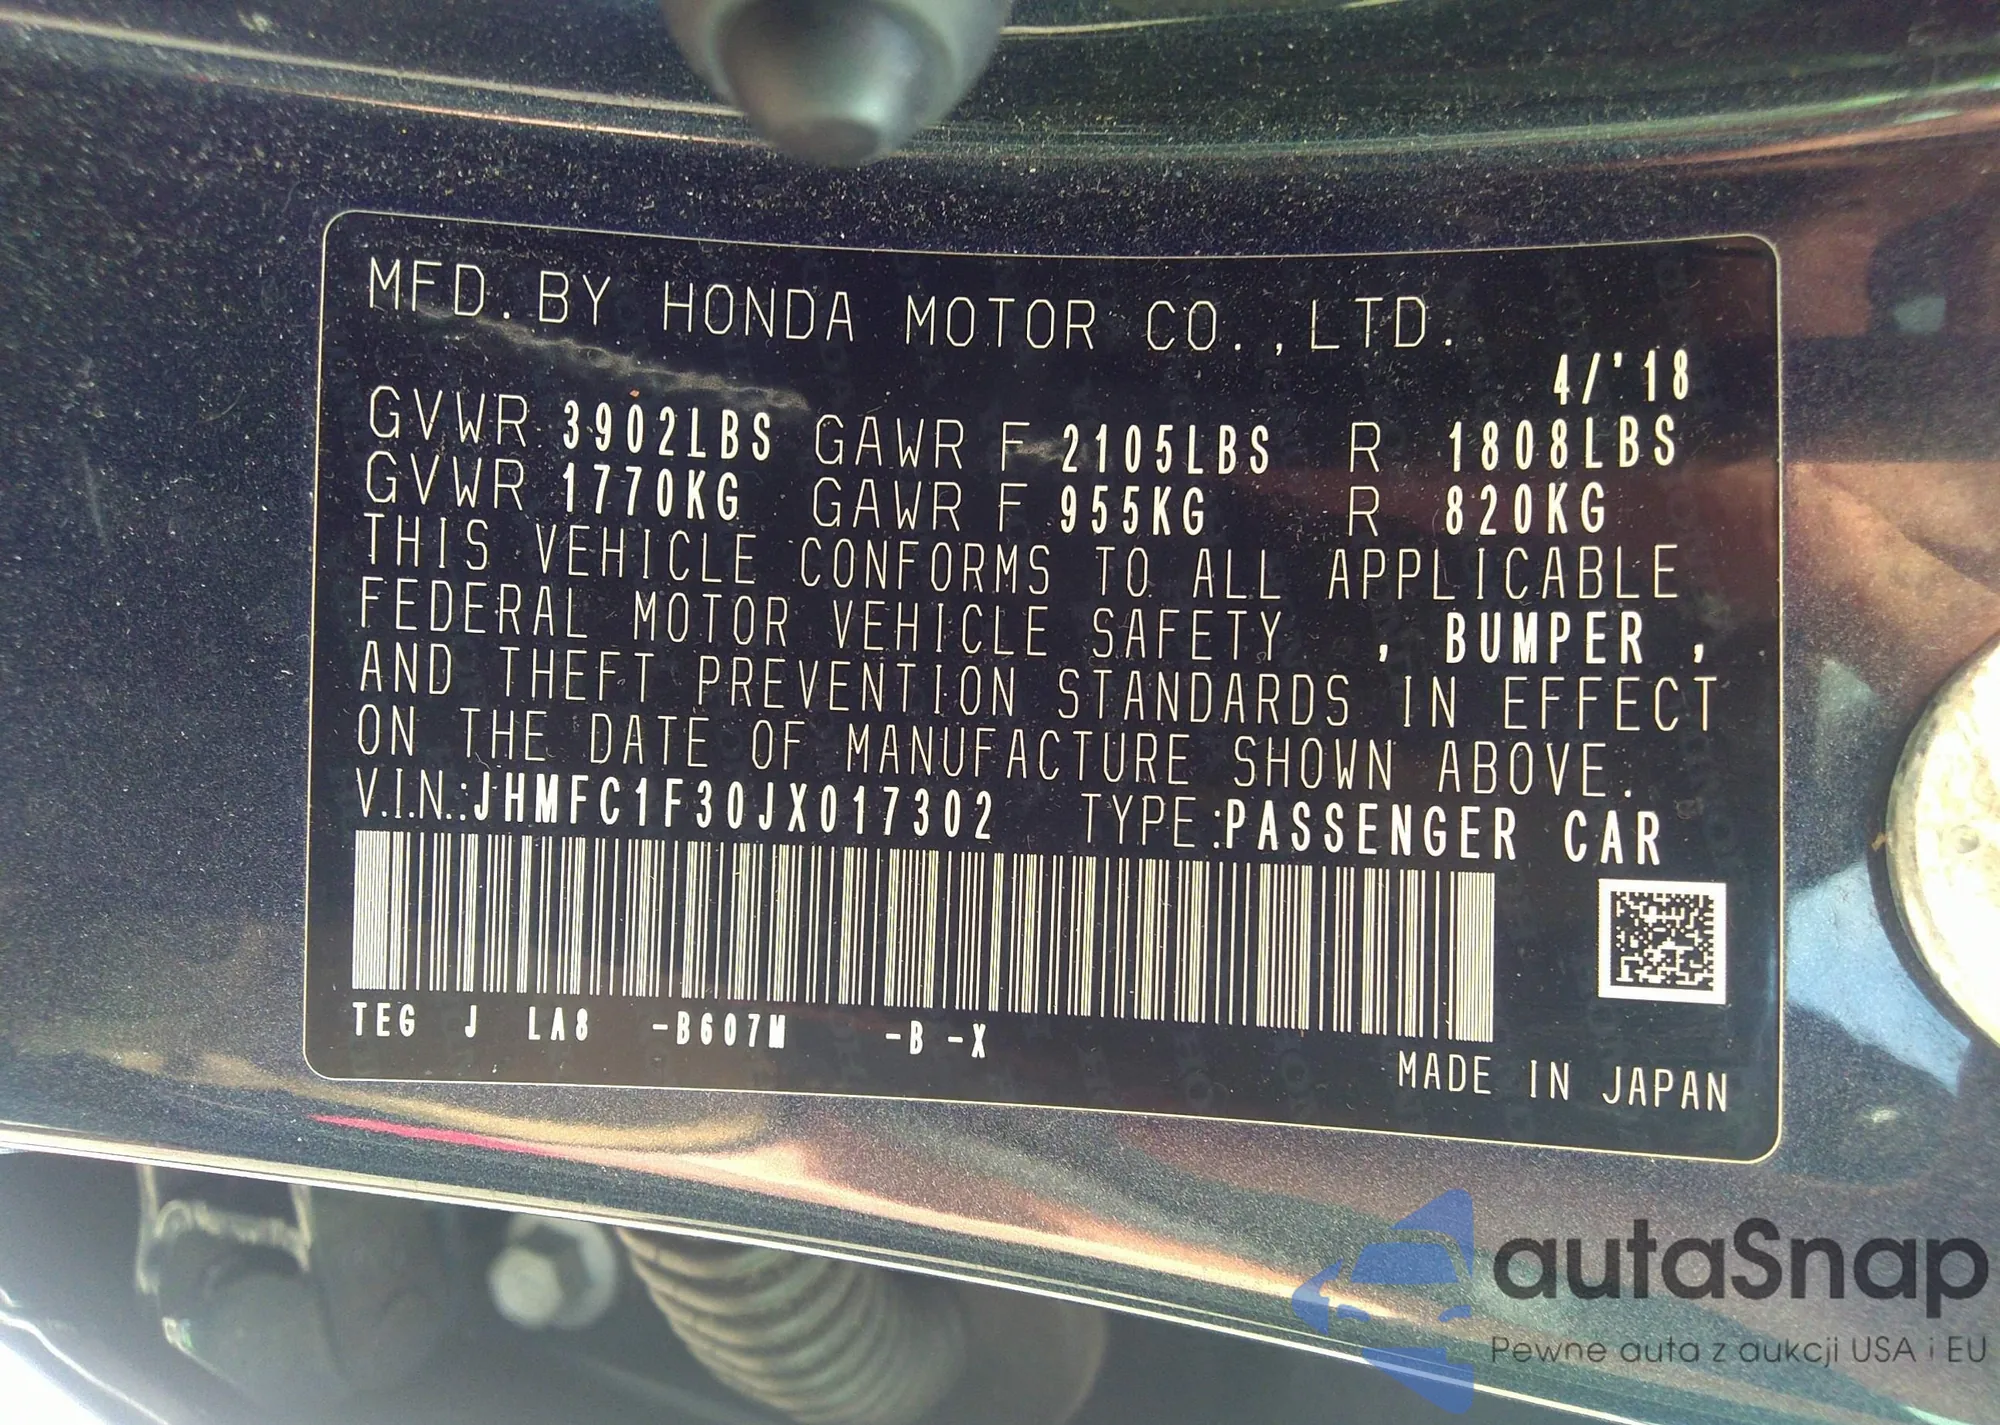 MFD. BY HONDA MOTOR CO., LTD.
4/'18
GVWR 3902LBS GAWR F 2105LBS R 1808LBS
GVWR 1770KG GAWR F 955KG R 820KG
THIS VEHICLE CONFORMS TO ALL APPLICABLE
FEDERAL MOTOR VEHICLE SAFETY , BUMPER ,
AND THEFT PREVENTION STANDARDS IN EFFECT
ON THE DATE OF MANUFACTURE SHOWN ABOVE.
V.I.N.:JHMFC1F30JX017302 TYPE:PASSENGER CAR
TEG J LA8 -B607M -B -X
MADE IN JAPAN
autaSnap
Pewne auta z aukcji USA i EU